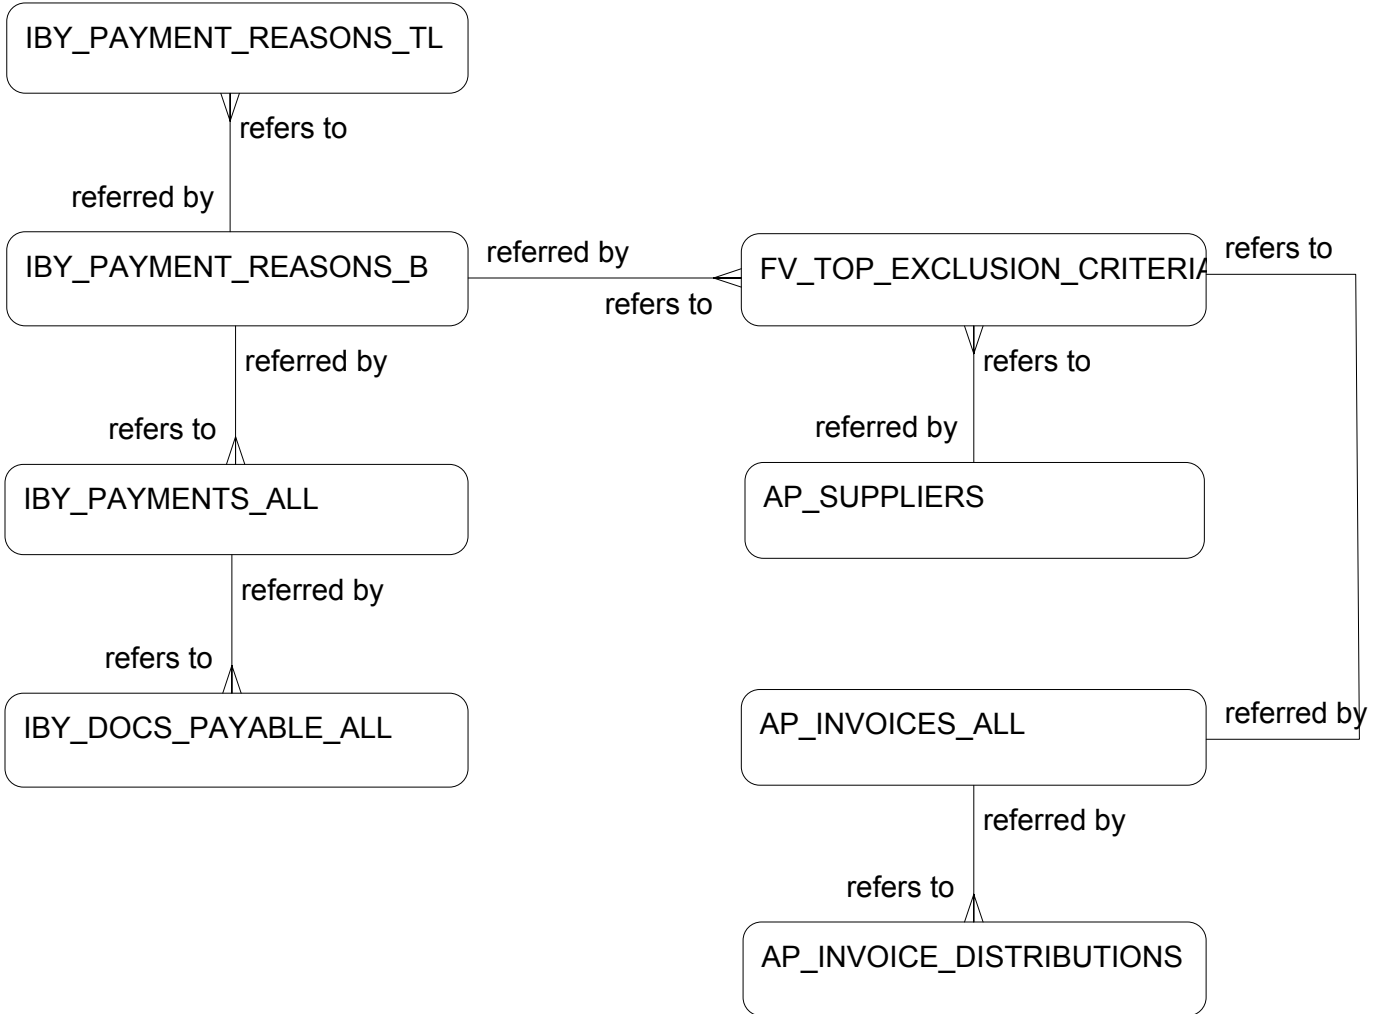 IBY_PAYMENT_REASONS_TL
refers to
referred by
IBY_PAYMENT_REASONS_B
referred by
refers to
FV_TOP_EXCLUSION_CRITERIA
refers to
referred by
refers to
refers to
referred by
IBY_PAYMENTS_ALL
AP_SUPPLIERS
referred by
refers to
IBY_DOCS_PAYABLE_ALL
AP_INVOICES_ALL
referred by
referred by
refers to
AP_INVOICE_DISTRIBUTIONS